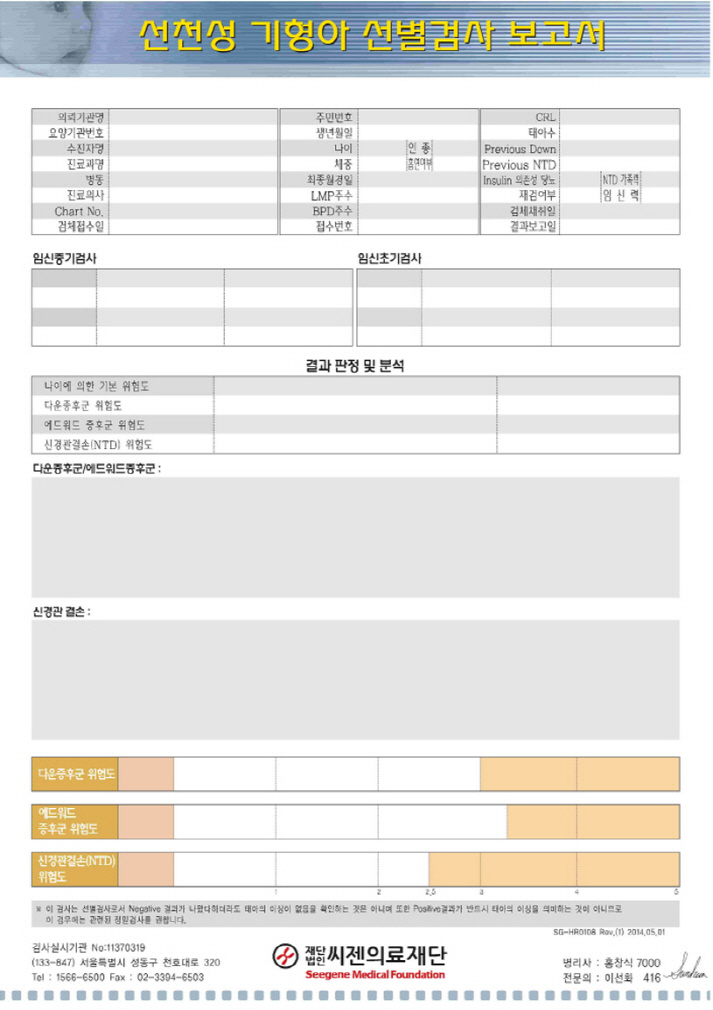 선천성 기형아 선별검사 보고서
의뢰기관명 주민번호 CRL
요양기관번호 생년월일 태아수
수진자명 나이 인 종 Previous Down
진료과명 체중 흡연여부 Previous NTD
병동 최종월경일 Insulin 의존성 당뇨 NTD 가족력
진료의사 LMP주수 재검여부 임 신 력
Chart No. BPD주수 검체채취일
검체접수일 접수번호 결과보고일
임신중기검사 임신초기검사
결과 판정 및 분석
나이에 의한 기본 위험도
다운증후군 위험도
에드워드 증후군 위험도
신경관결손(NTD) 위험도
다운증후군/에드워드증후군 :
신경관 결손 :
다운증후군 위험도
에드워드
증후군 위험도
신경관결손(NTD)
위험도
1 2 2.5 3 4 5
※ 이 검사는 선별검사로서 Negative 결과가 나왔다하더라도 태아의 이상이 없음을 확인하는 것은 아니며 또한 Positive결과가 반드시 태아의 이상을 의미하는 것이 아니므로
이 경우에는 관련된 정밀검사를 권합니다.
SG-HR0108 Rev.(1) 2014.05.01
검사실시기관 No:11370319
(133-847) 서울특별시 성동구 천호대로 320
Tel : 1566-6500 Fax : 02-3394-6503
재단법인 씨젠의료재단
Seegene Medical Foundation
병리사 : 홍창식 7000
전문의 : 이선화 416